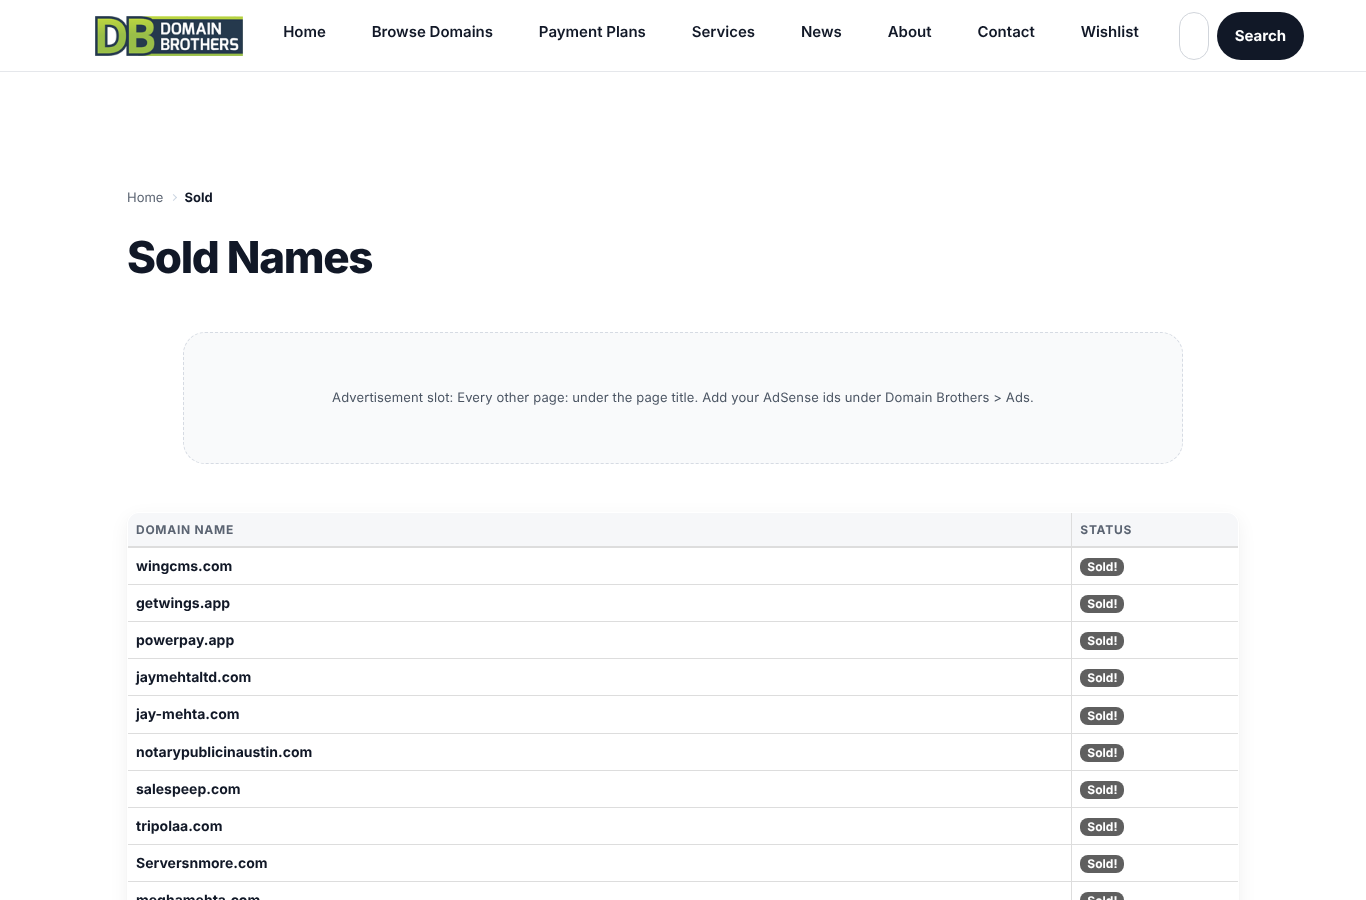 DB DOMAIN BROTHERS
Home
Browse Domains
Payment Plans
Services
News
About
Contact
Wishlist
Search
Home > Sold
Sold Names
Advertisement slot: Every other page: under the page title. Add your AdSense ids under Domain Brothers > Ads.
DOMAIN NAME STATUS
wingcms.com Sold!
getwings.app Sold!
powerpay.app Sold!
jaymehtaltd.com Sold!
jay-mehta.com Sold!
notarypublicinaustin.com Sold!
salespeep.com Sold!
tripolaa.com Sold!
Serversnmore.com Sold!
meghamehta.com Sold!